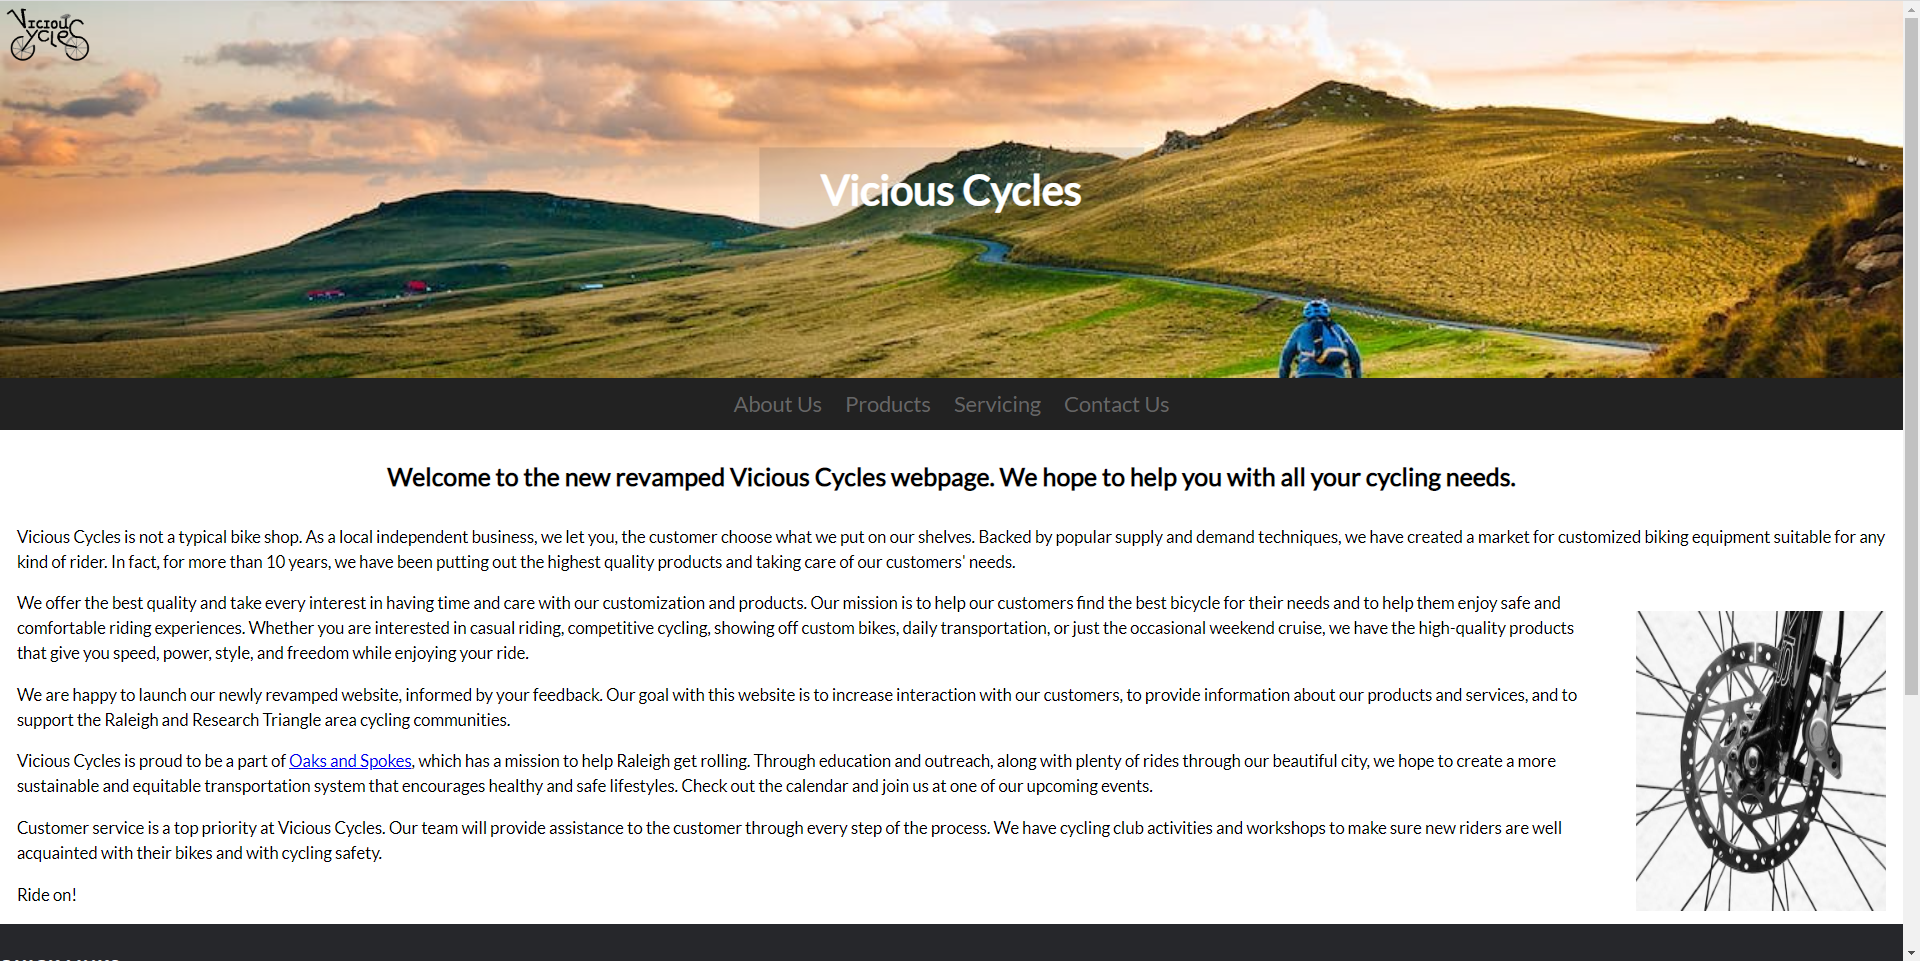 Vicious
Cycles
Vicious Cycles
About Us Products Servicing Contact Us
Welcome to the new revamped Vicious Cycles webpage. We hope to help you with all your cycling needs.
Vicious Cycles is not a typical bike shop. As a local independent business, we let you, the customer choose what we put on our shelves. Backed by popular supply and demand techniques, we have created a market for customized biking equipment suitable for any
kind of rider. In fact, for more than 10 years, we have been putting out the highest quality products and taking care of our customers' needs.
We offer the best quality and take every interest in having time and care with our customization and products. Our mission is to help our customers find the best bicycle for their needs and to help them enjoy safe and
comfortable riding experiences. Whether you are interested in casual riding, competitive cycling, showing off custom bikes, daily transportation, or just the occasional weekend cruise, we have the high-quality products
that give you speed, power, style, and freedom while enjoying your ride.
We are happy to launch our newly revamped website, informed by your feedback. Our goal with this website is to increase interaction with our customers, to provide information about our products and services, and to
support the Raleigh and Research Triangle area cycling communities.
Vicious Cycles is proud to be a part of Oaks and Spokes, which has a mission to help Raleigh get rolling. Through education and outreach, along with plenty of rides through our beautiful city, we hope to create a more
sustainable and equitable transportation system that encourages healthy and safe lifestyles. Check out the calendar and join us at one of our upcoming events.
Customer service is a top priority at Vicious Cycles. Our team will provide assistance to the customer through every step of the process. We have cycling club activities and workshops to make sure new riders are well
acquainted with their bikes and with cycling safety.
Ride on!